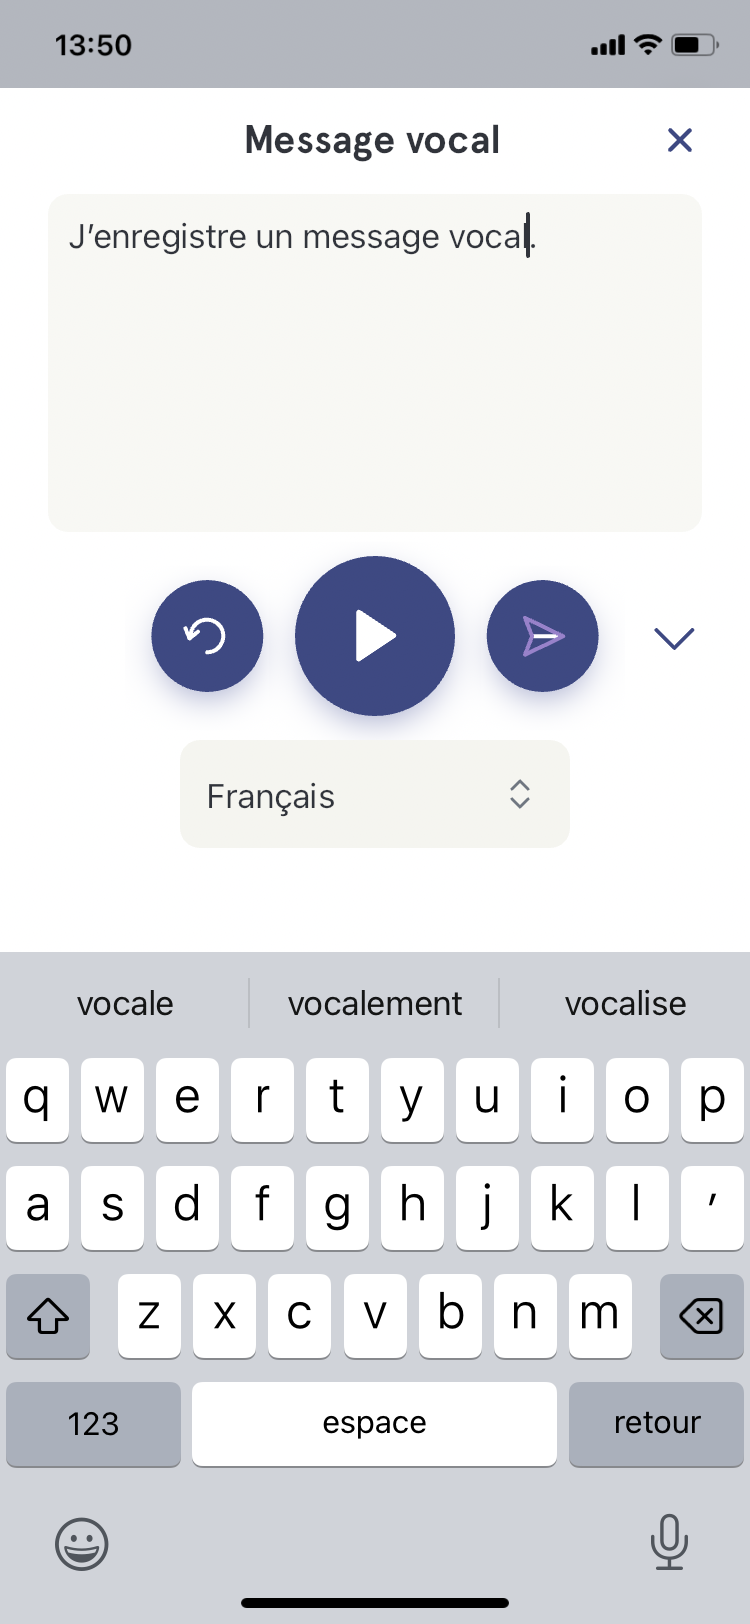 13:50
Message vocal
J’enregistre un message vocal.
Français
vocale vocalement vocalise
q w e r t y u i o p
a s d f g h j k l ′
z x c v b n m
123 espace retour